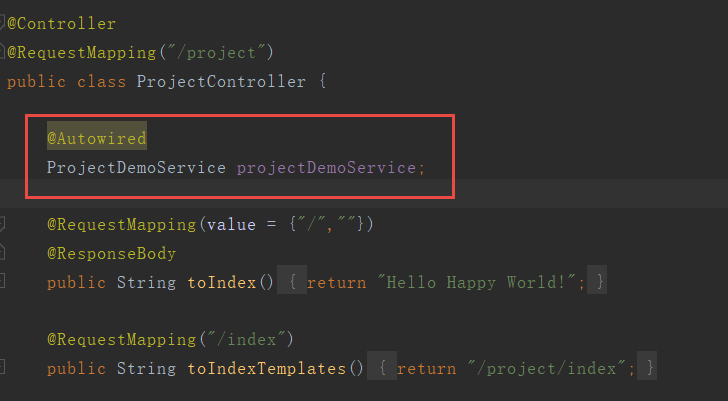 @Controller
@RequestMapping("/project")
public class ProjectController {
@Autowired
ProjectDemoService projectDemoService;
@RequestMapping(value = {"/",""})
@ResponseBody
public String toIndex() { return "Hello Happy World!"; }
@RequestMapping("/index")
public String toIndexTemplates() { return "/project/index"; }